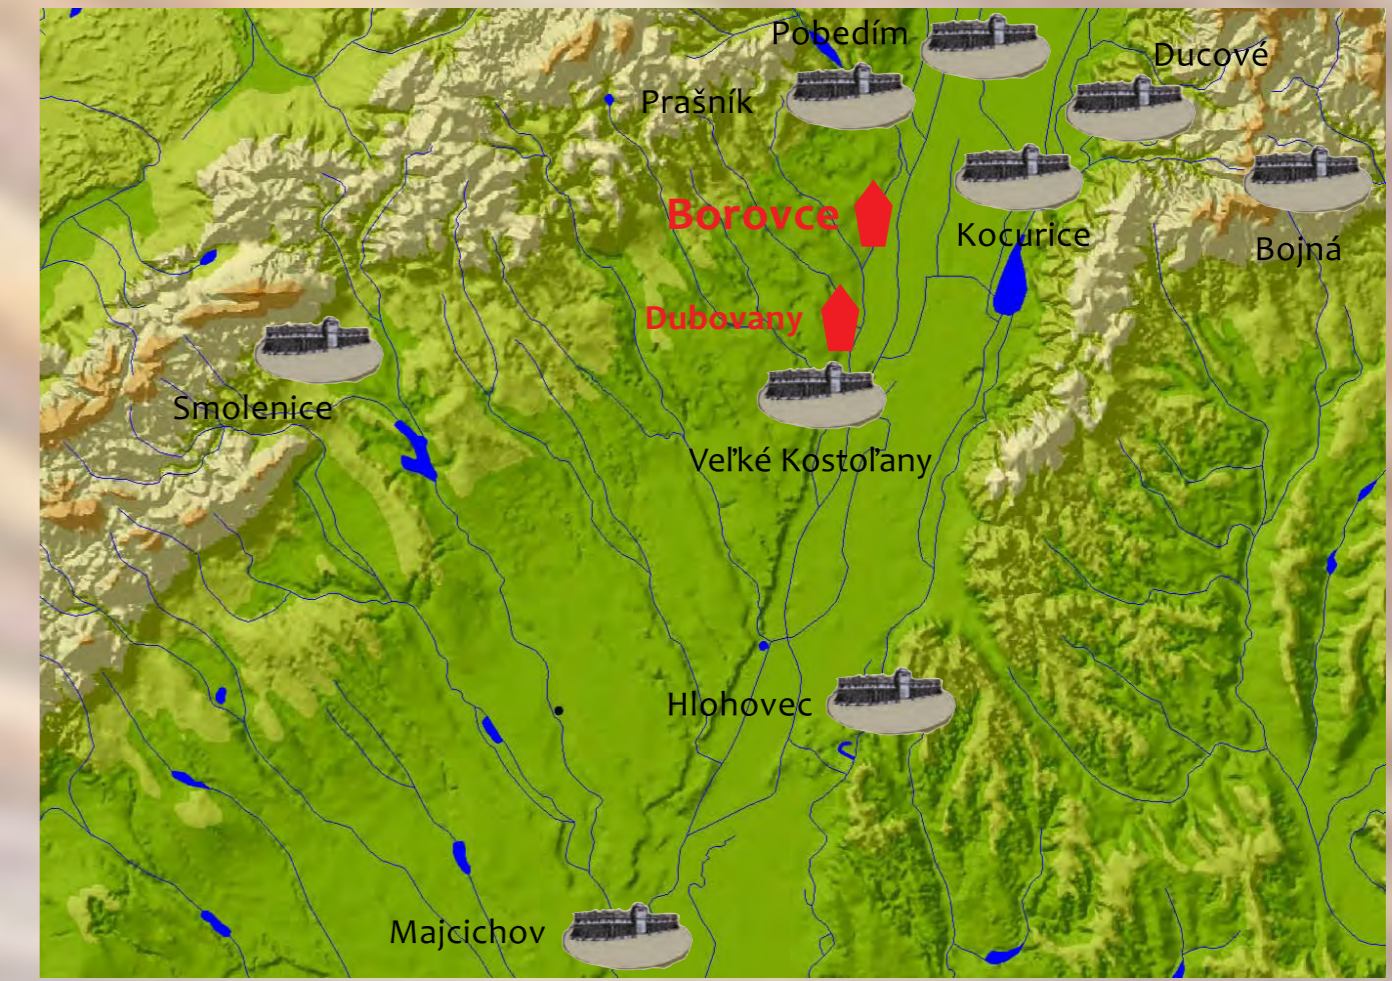 Pobedím
Ducové
Prašník
Borovce
Kocurice
Bojná
Dubovany
Smolenice
Veľké Kostoľany
Hlohovec
Majcichov